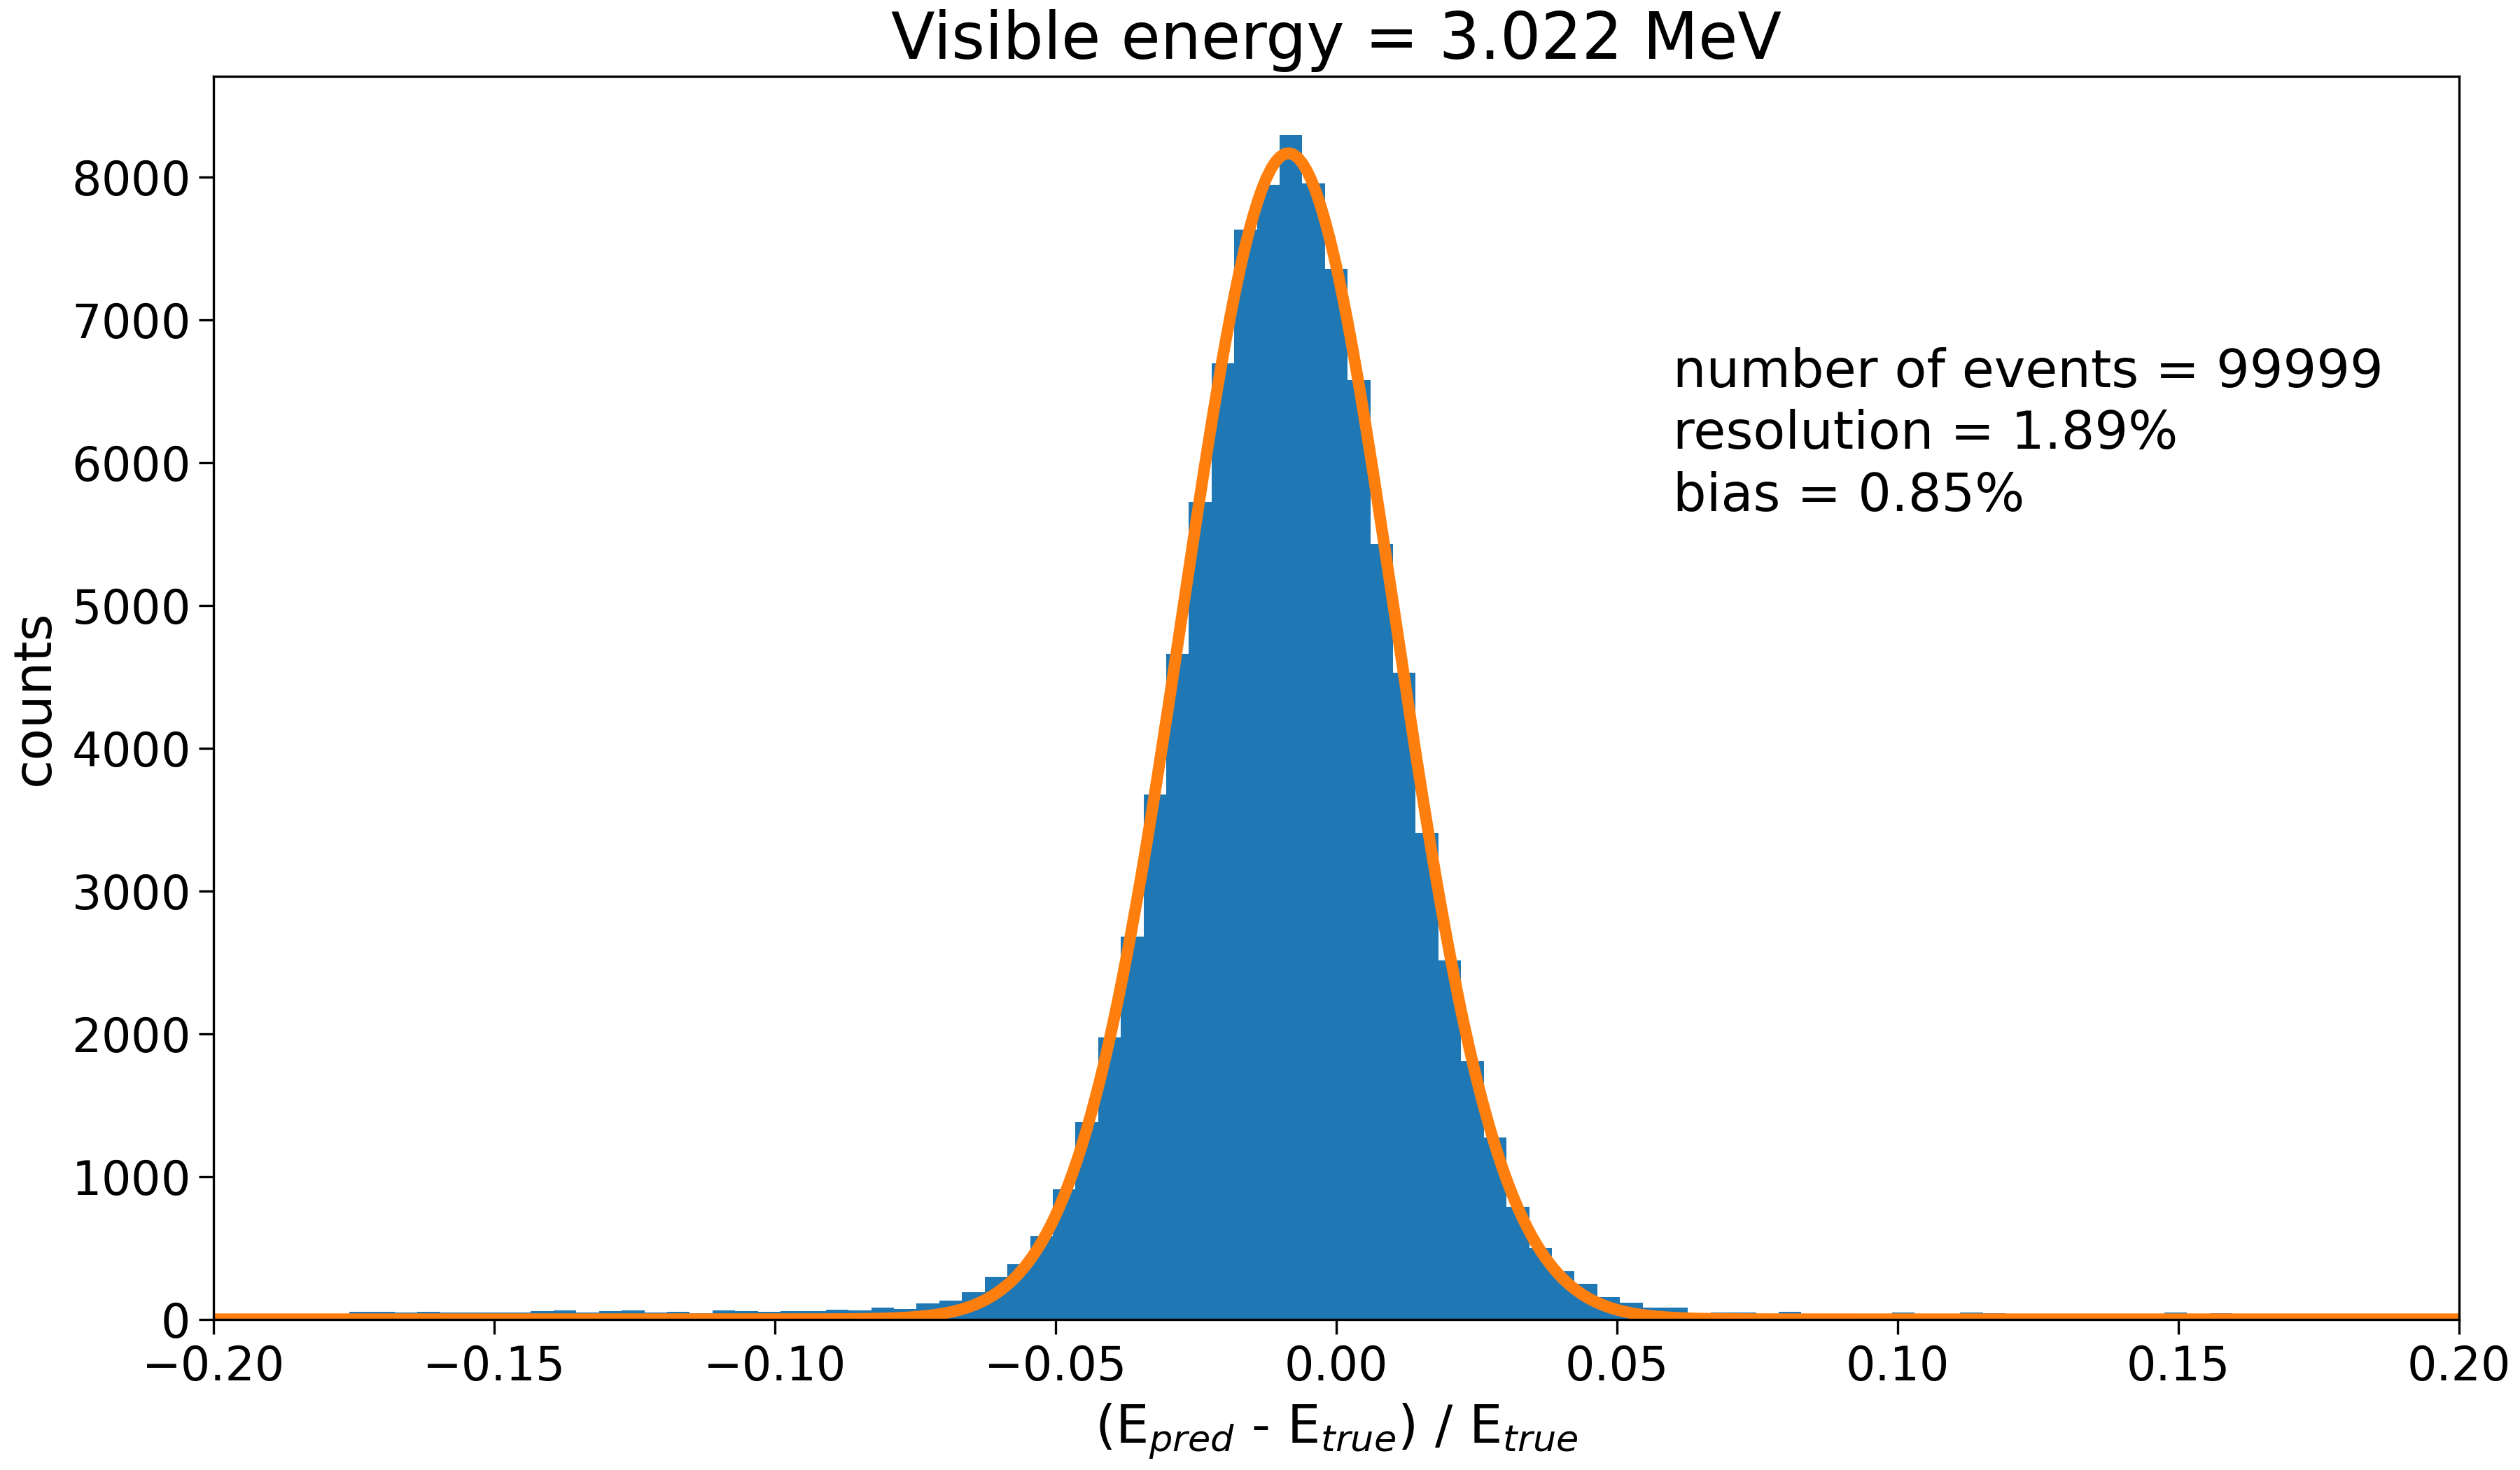 Visible energy = 3.022 MeV
8000
7000
6000
5000
4000
3000
2000
1000
0
counts
number of events = 99999
resolution = 1.89%
bias = 0.85%
−0.20 −0.15 −0.10 −0.05 0.00 0.05 0.10 0.15 0.20
(E_pred - E_true) / E_true